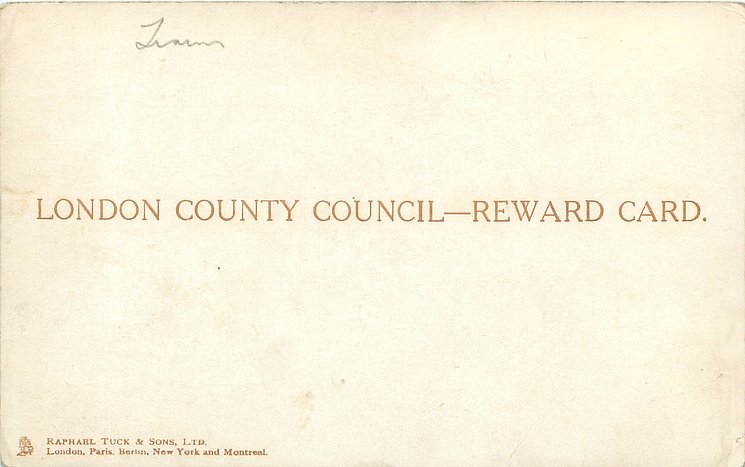 LONDON COUNTY COUNCIL—REWARD CARD.
RAPHAEL TUCK & SONS, LTD.
London, Paris, Berlin, New York and Montreal.